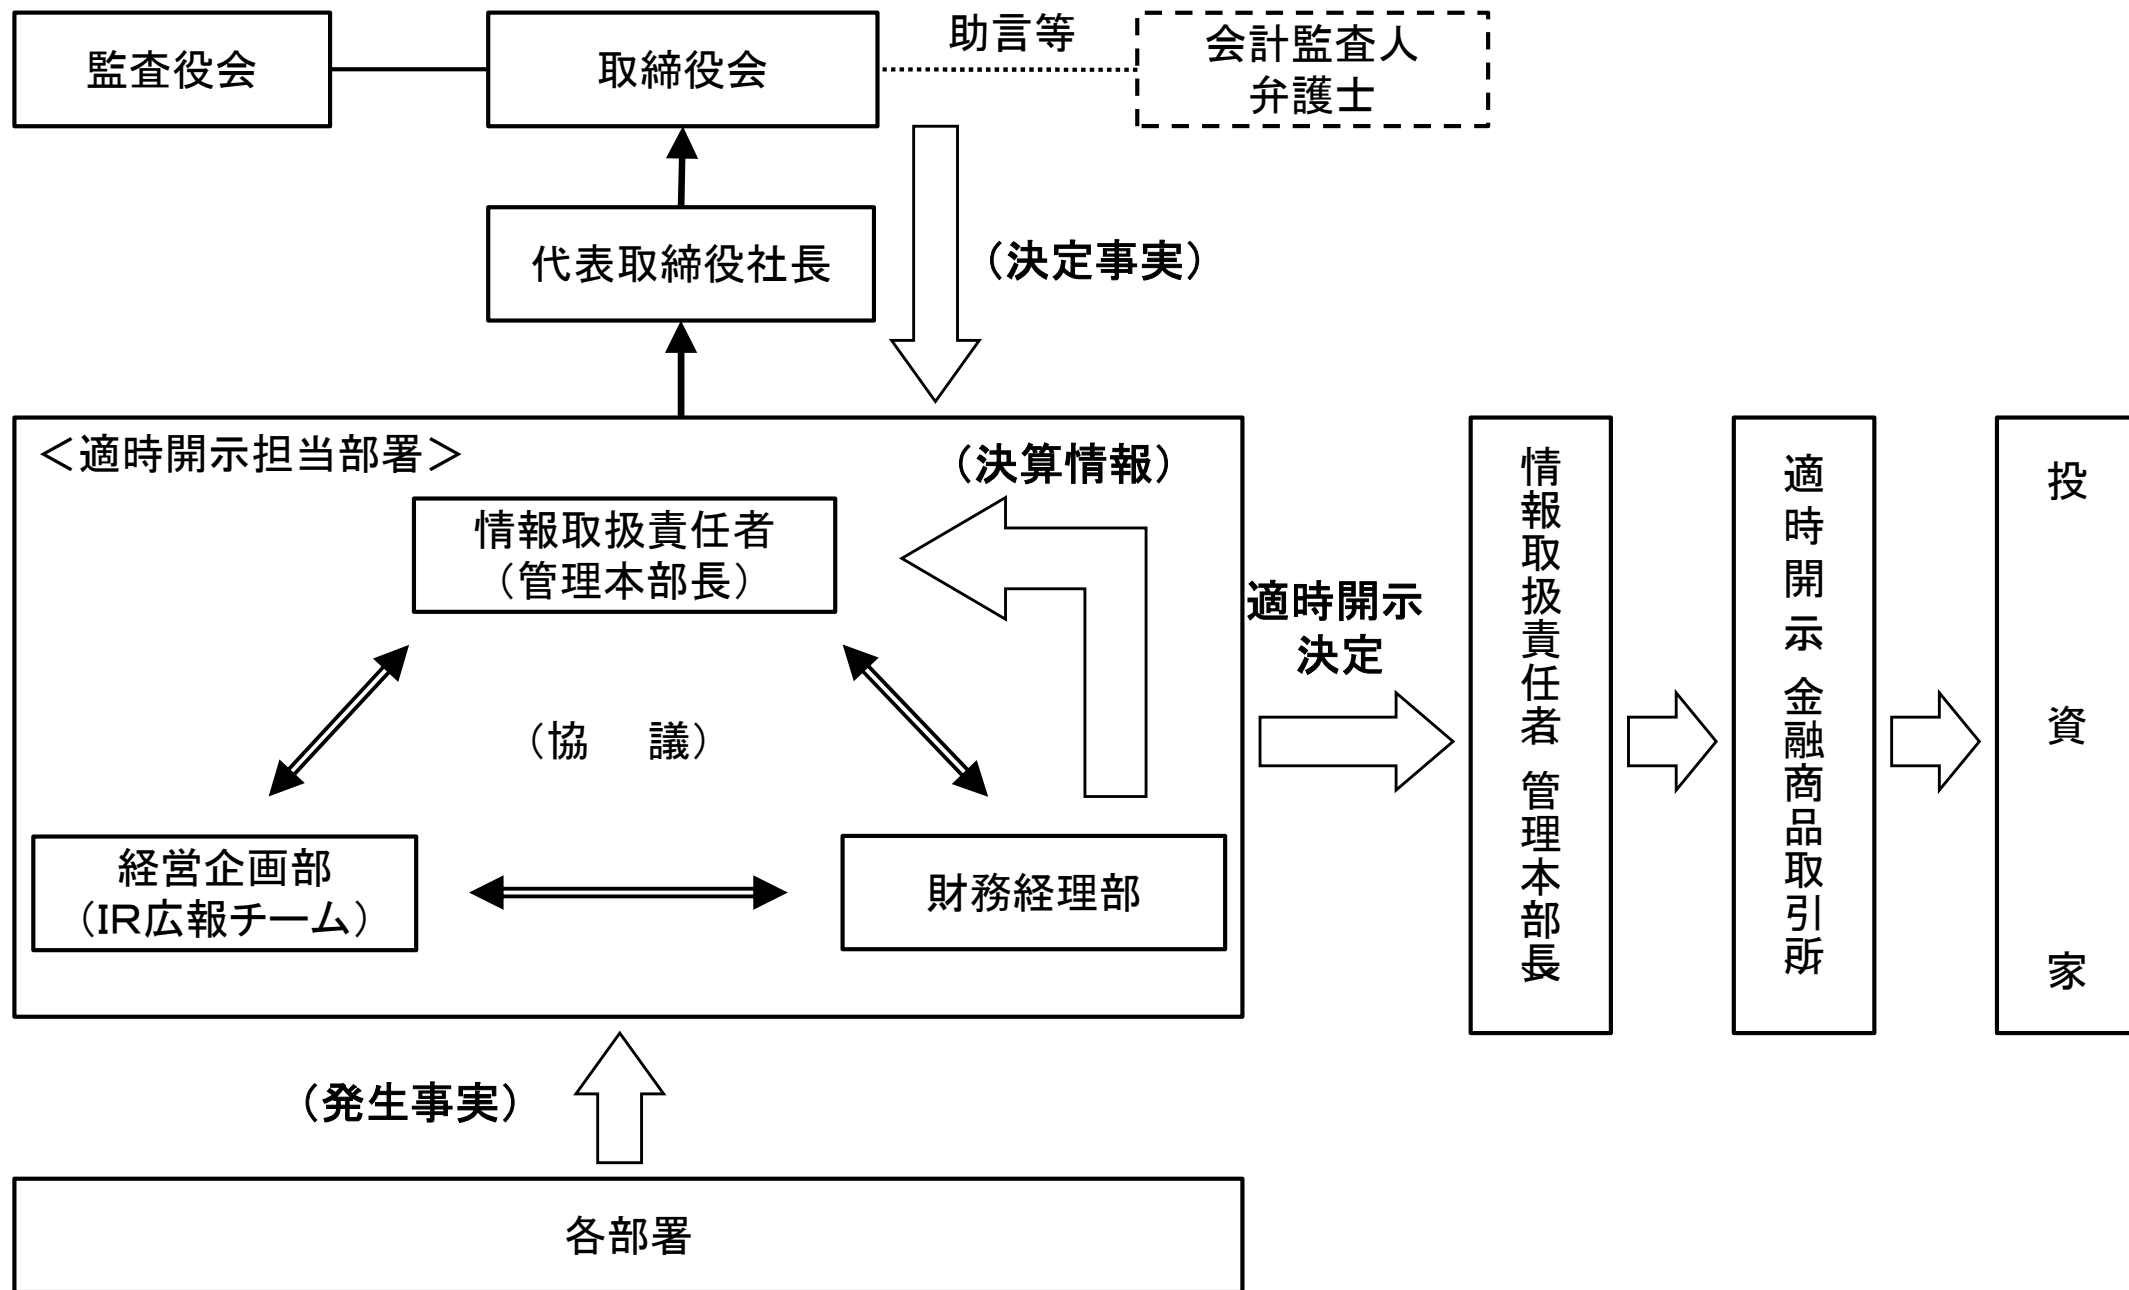 監査役会
取締役会
助言等
会計監査人
弁護士
代表取締役社長
（決定事実）
＜適時開示担当部署＞
（決算情報）
情報取扱責任者
（管理本部長）
（協　議）
経営企画部
（IR広報チーム）
財務経理部
適時開示
決定
情報取扱責任者 管理本部長
適時開示 金融商品取引所
投資家
（発生事実）
各部署